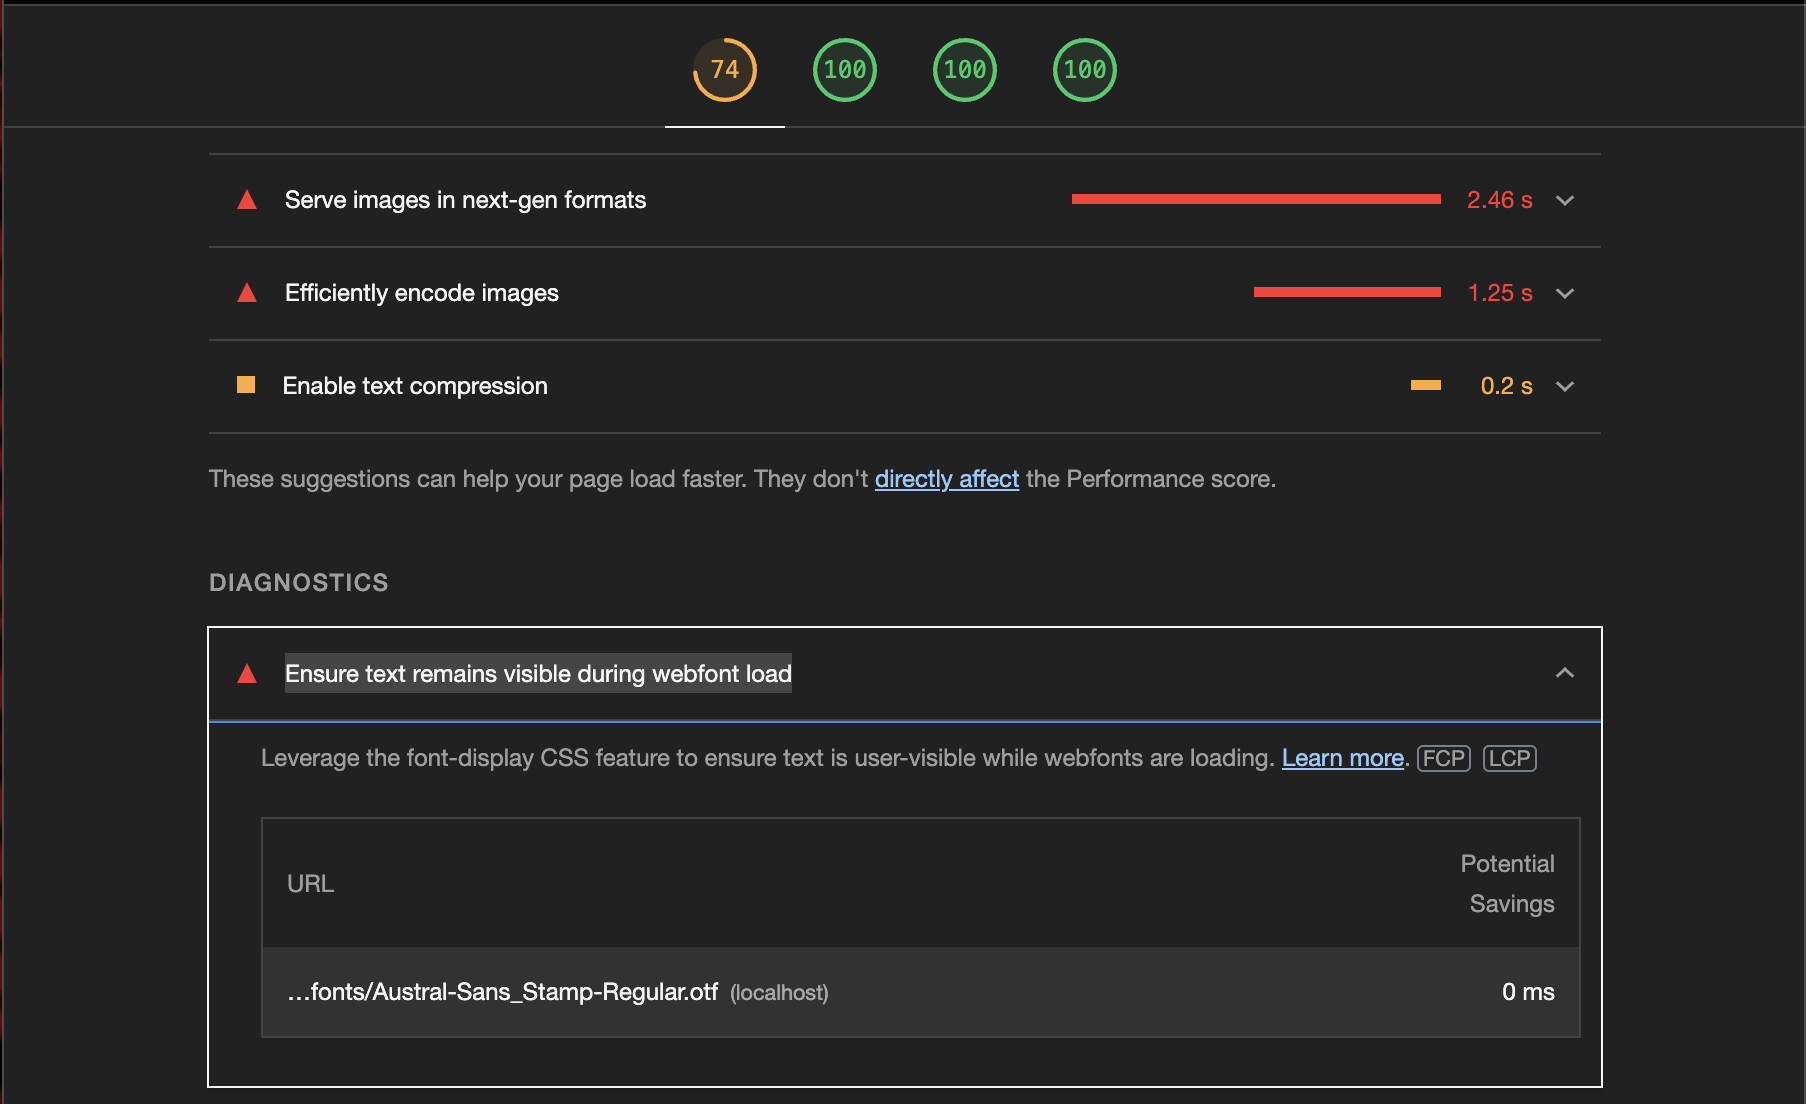 74 100 100 100
Serve images in next-gen formats 2.46 s
Efficiently encode images 1.25 s
Enable text compression 0.2 s
These suggestions can help your page load faster. They don't directly affect the Performance score.
DIAGNOSTICS
Ensure text remains visible during webfont load
Leverage the font-display CSS feature to ensure text is user-visible while webfonts are loading. Learn more. FCP LCP
URL
Potential
Savings
…fonts/Austral-Sans_Stamp-Regular.otf (localhost) 0 ms